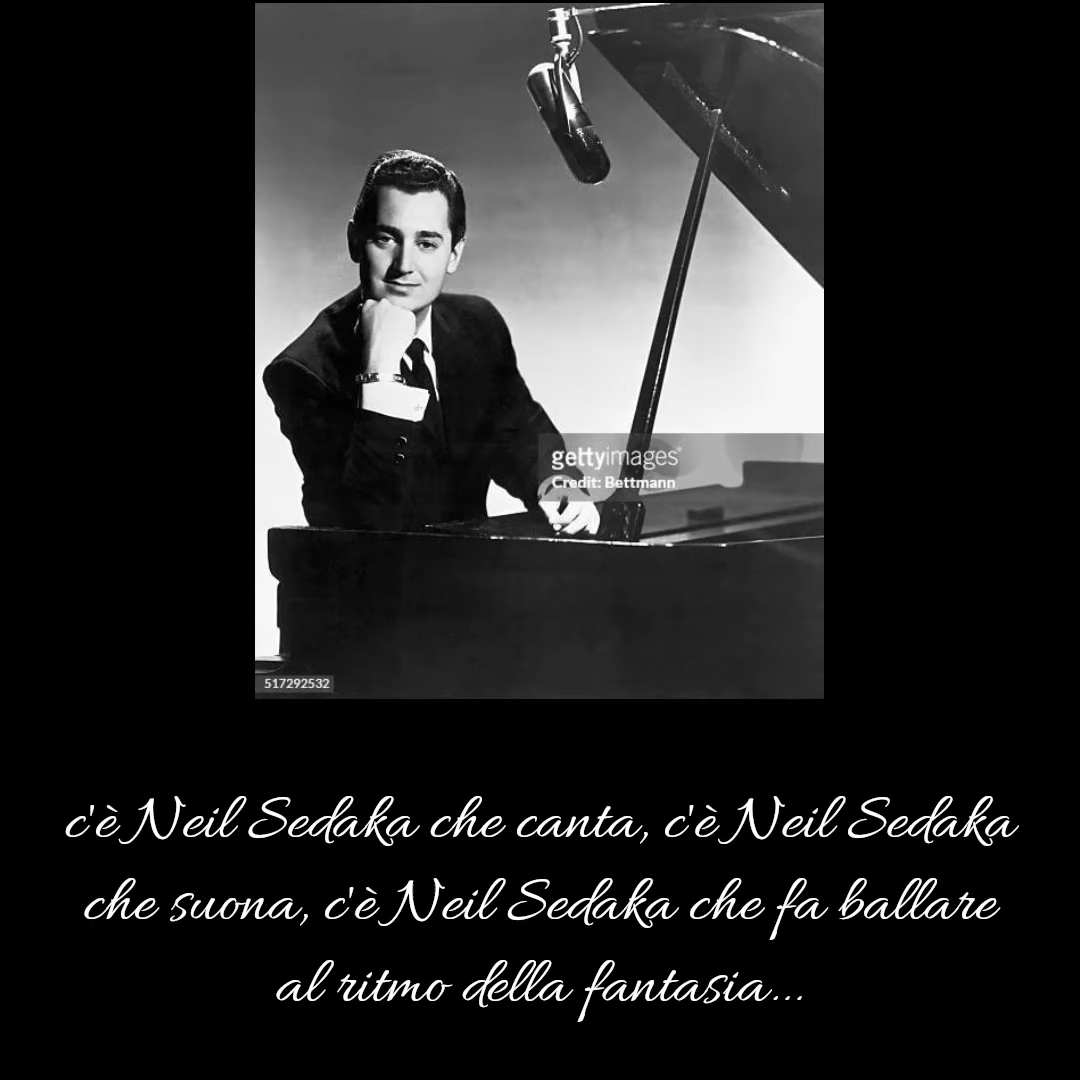 gettyimages®
Credit: Bettmann
517292532
c'è Neil Sedaka che canta, c'è Neil Sedaka
che suona, c'è Neil Sedaka che fa ballare
al ritmo della fantasia...